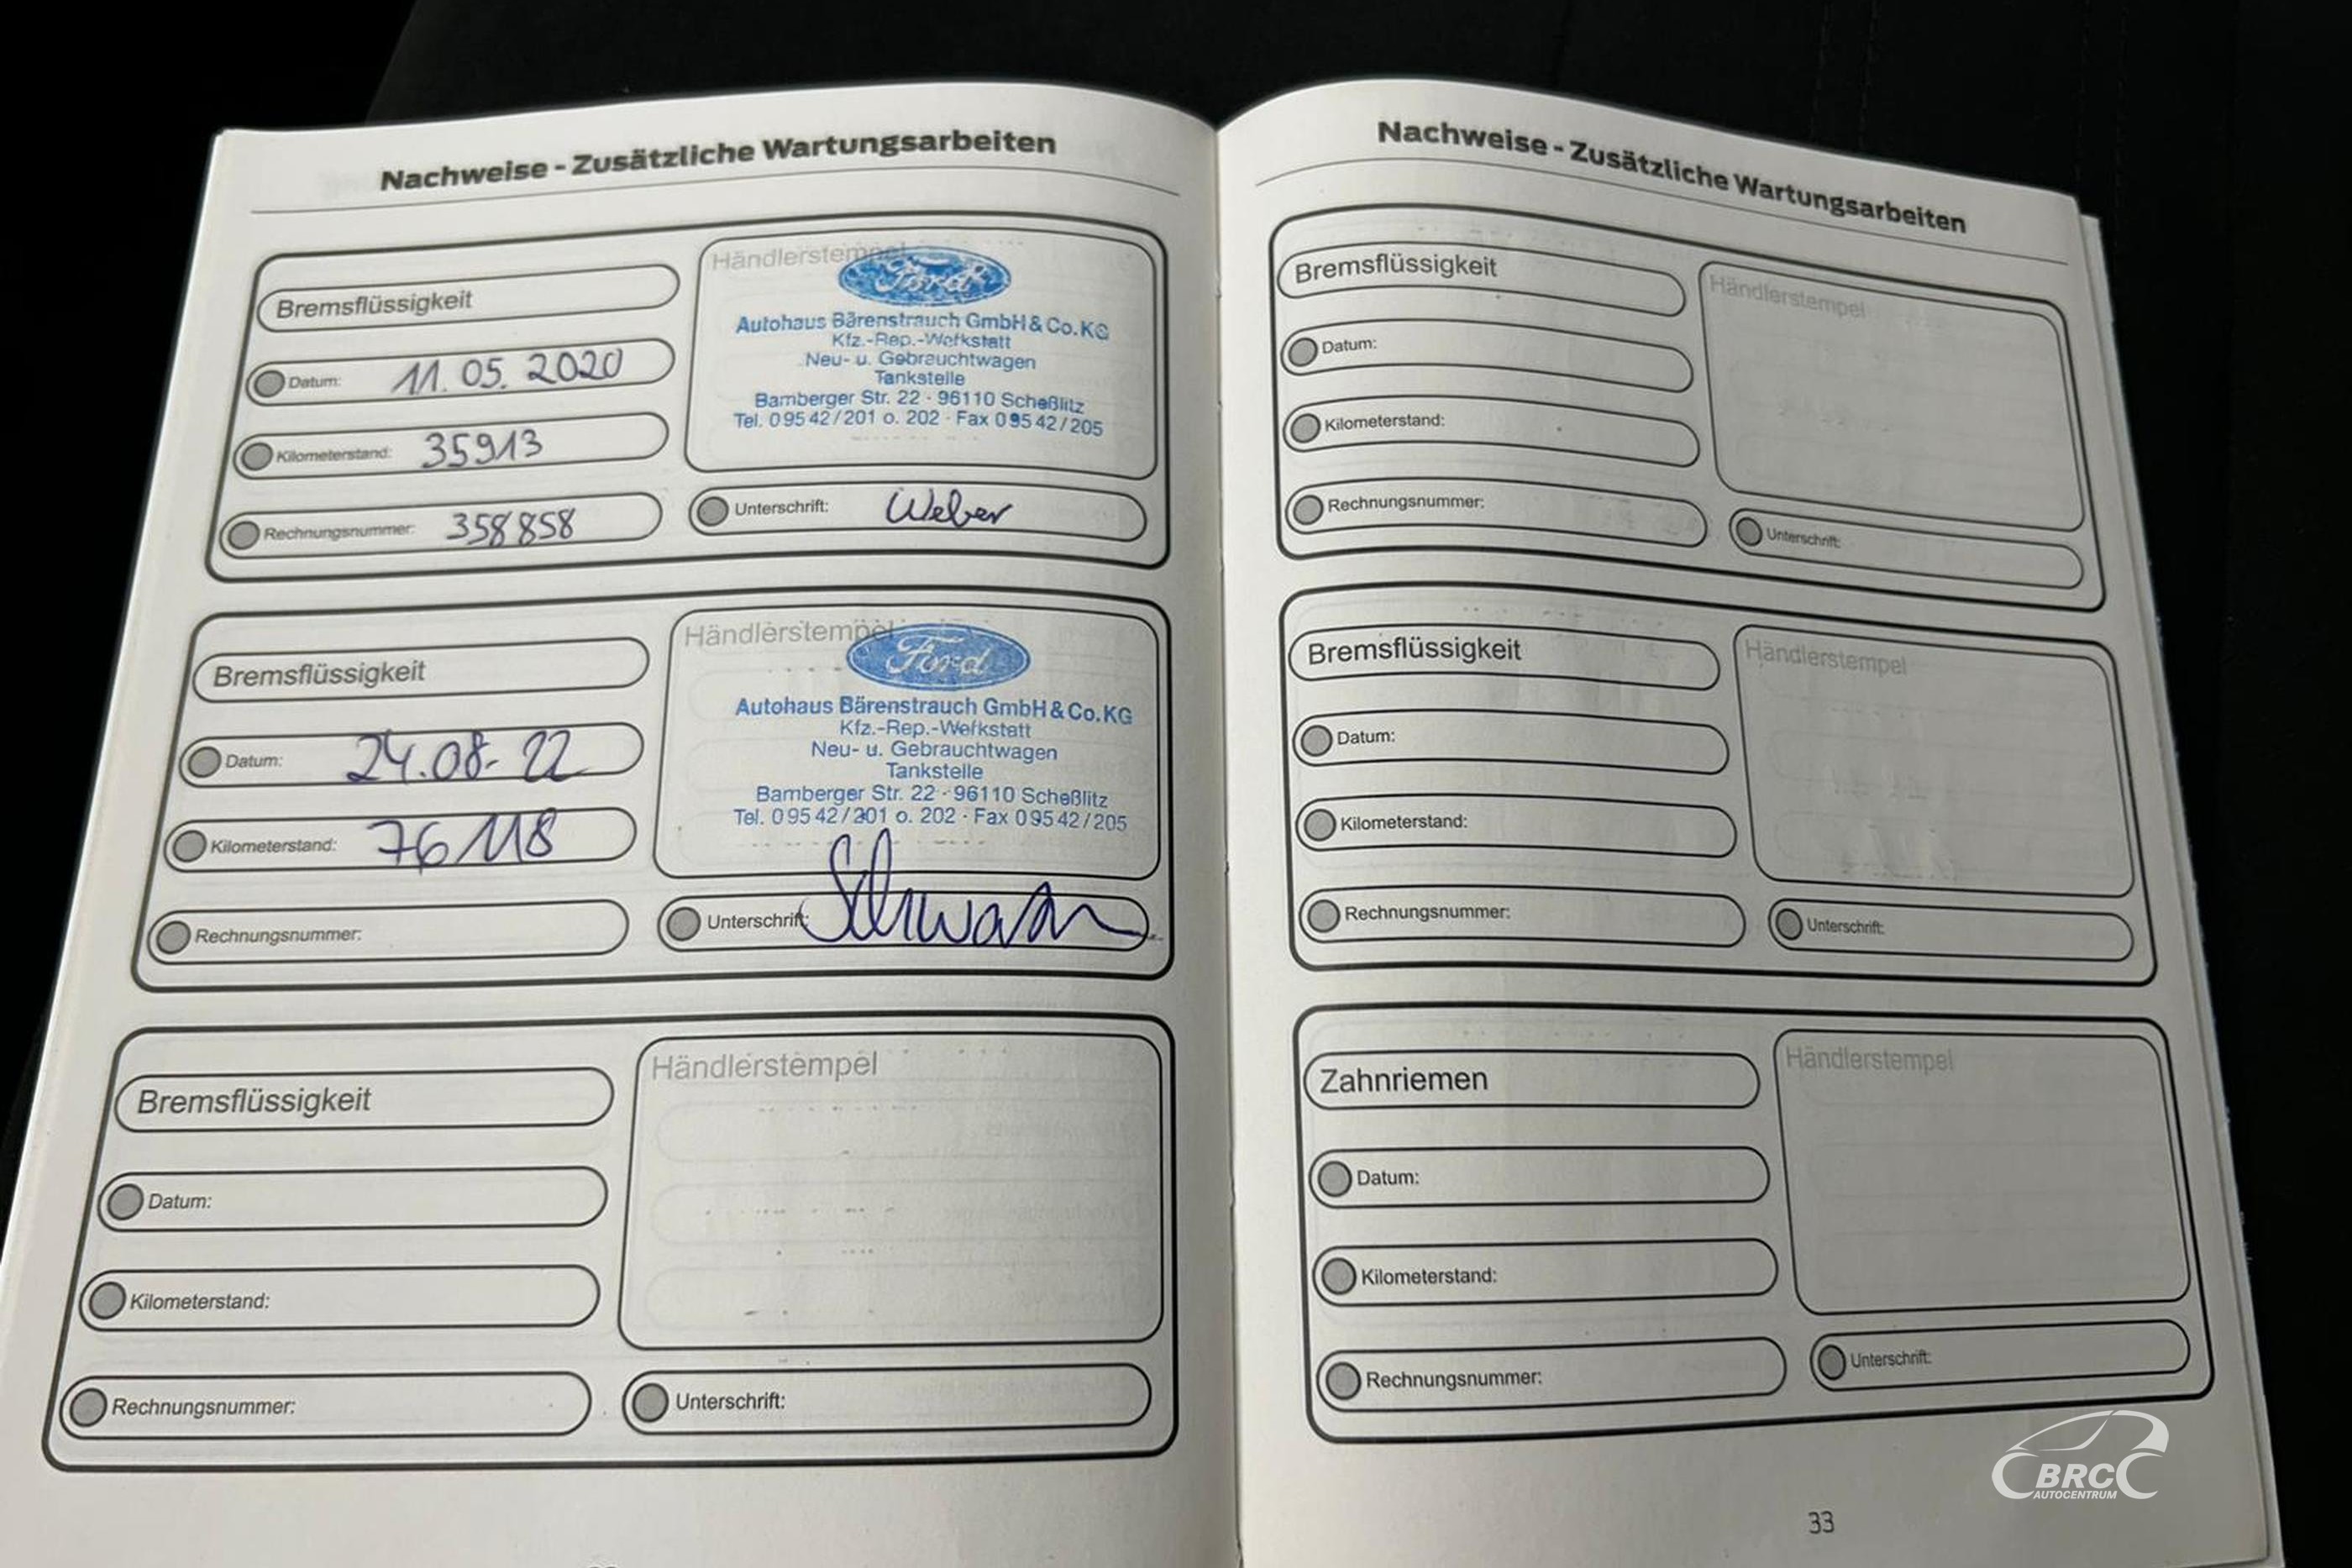 Nachweise - Zusätzliche Wartungsarbeiten
Bremsflüssigkeit
Datum: 11.05.2020
Kilometerstand: 35913
Rechnungsnummer: 358858
Händlerstempel
Ford
Autohaus Bärenstrauch GmbH & Co. KG
Kfz.-Rep.-Werkstatt
Neu- u. Gebrauchtwagen
Tankstelle
Bamberger Str. 22 · 96110 Scheßlitz
Tel. 09542/201 o. 202 · Fax 09542/205
Unterschrift: Weber
Bremsflüssigkeit
Datum: 24.08-22
Kilometerstand: 76118
Rechnungsnummer:
Händlerstempel
Ford
Autohaus Bärenstrauch GmbH & Co. KG
Kfz.-Rep.-Werkstatt
Neu- u. Gebrauchtwagen
Tankstelle
Bamberger Str. 22 · 96110 Scheßlitz
Tel. 09542/201 o. 202 · Fax 09542/205
Unterschrift:
Bremsflüssigkeit
Datum:
Kilometerstand:
Rechnungsnummer:
Händlerstempel
Unterschrift:
Nachweise - Zusätzliche Wartungsarbeiten
Bremsflüssigkeit
Datum:
Kilometerstand:
Rechnungsnummer:
Händlerstempel
Unterschrift:
Bremsflüssigkeit
Datum:
Kilometerstand:
Rechnungsnummer:
Händlerstempel
Unterschrift:
Zahnriemen
Datum:
Kilometerstand:
Rechnungsnummer:
Händlerstempel
Unterschrift:
33
BRC
AUTOCENTRUM